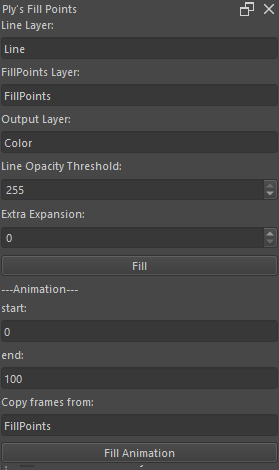 Ply's Fill Points
Line Layer:
Line
FillPoints Layer:
FillPoints
Output Layer:
Color
Line Opacity Threshold:
255
Extra Expansion:
0
Fill
---Animation---
start:
0
end:
100
Copy frames from:
FillPoints
Fill Animation